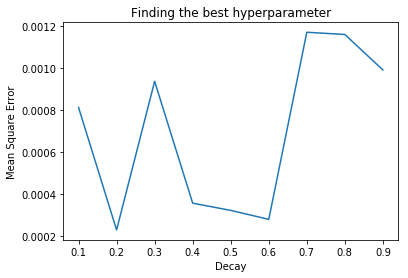 Finding the best hyperparameter
0.0012
0.0010
0.0008
0.0006
0.0004
0.0002
Mean Square Error
0.1 0.2 0.3 0.4 0.5 0.6 0.7 0.8 0.9
Decay